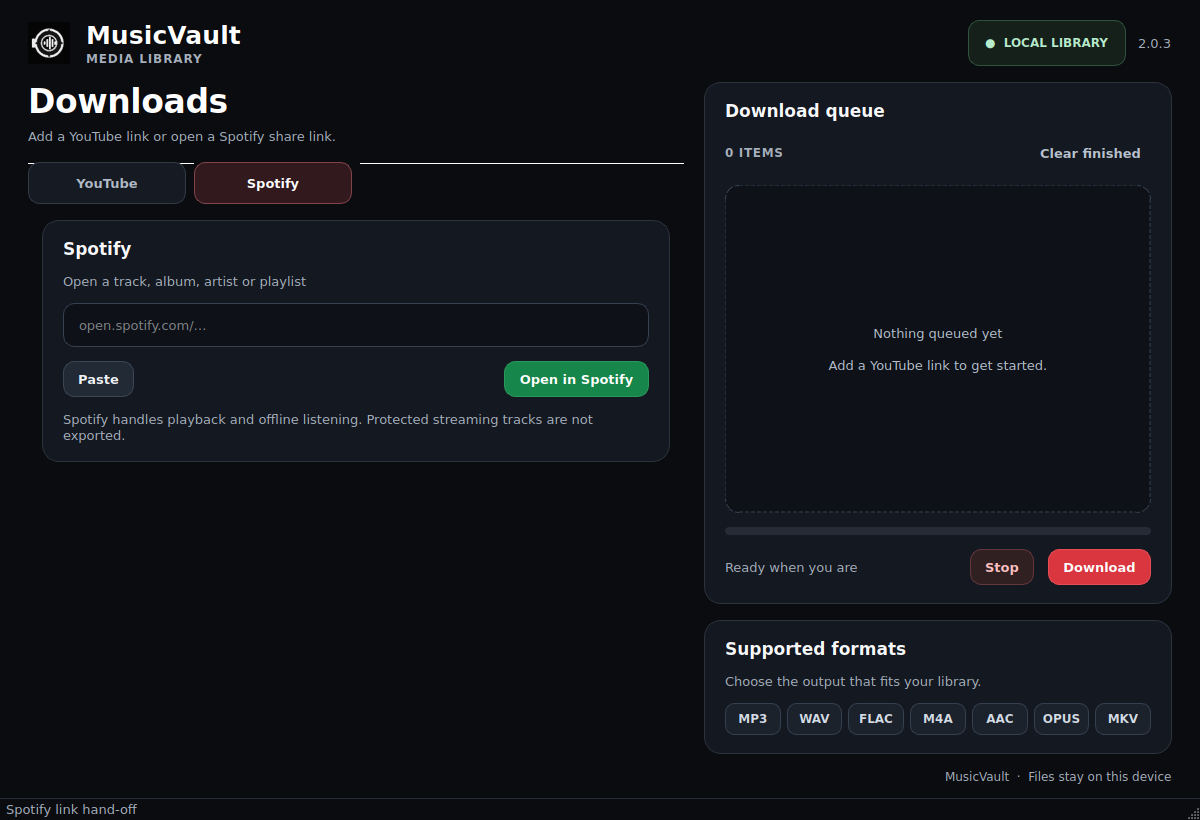 MusicVault
MEDIA LIBRARY
● LOCAL LIBRARY
2.0.3
Downloads
Add a YouTube link or open a Spotify share link.
YouTube
Spotify
Spotify
Open a track, album, artist or playlist
open.spotify.com/...
Paste
Open in Spotify
Spotify handles playback and offline listening. Protected streaming tracks are not
exported.
Download queue
0 ITEMS
Clear finished
Nothing queued yet
Add a YouTube link to get started.
Ready when you are
Stop
Download
Supported formats
Choose the output that fits your library.
MP3
WAV
FLAC
M4A
AAC
OPUS
MKV
MusicVault · Files stay on this device
Spotify link hand-off